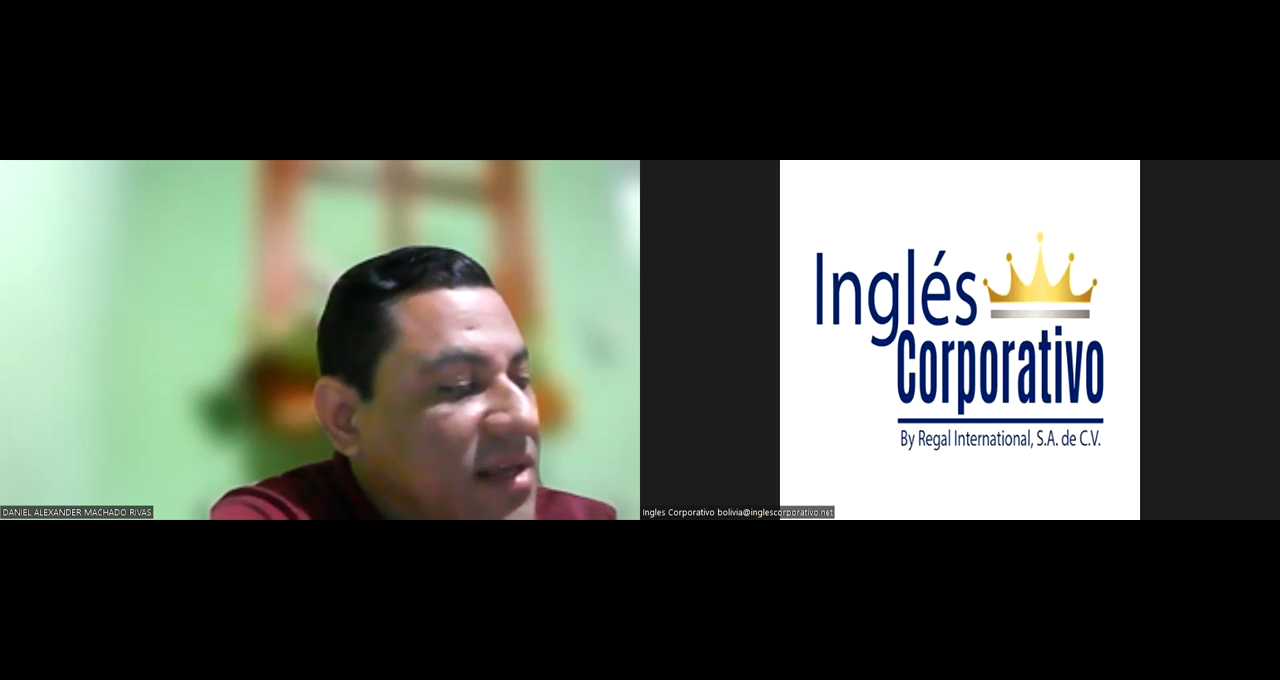 Inglés
Corporativo
By Regal International, S.A. de C.V.
DANIEL ALEXANDER MACHADO RIVAS
Ingles Corporativo bolivia@inglescorporativo.net